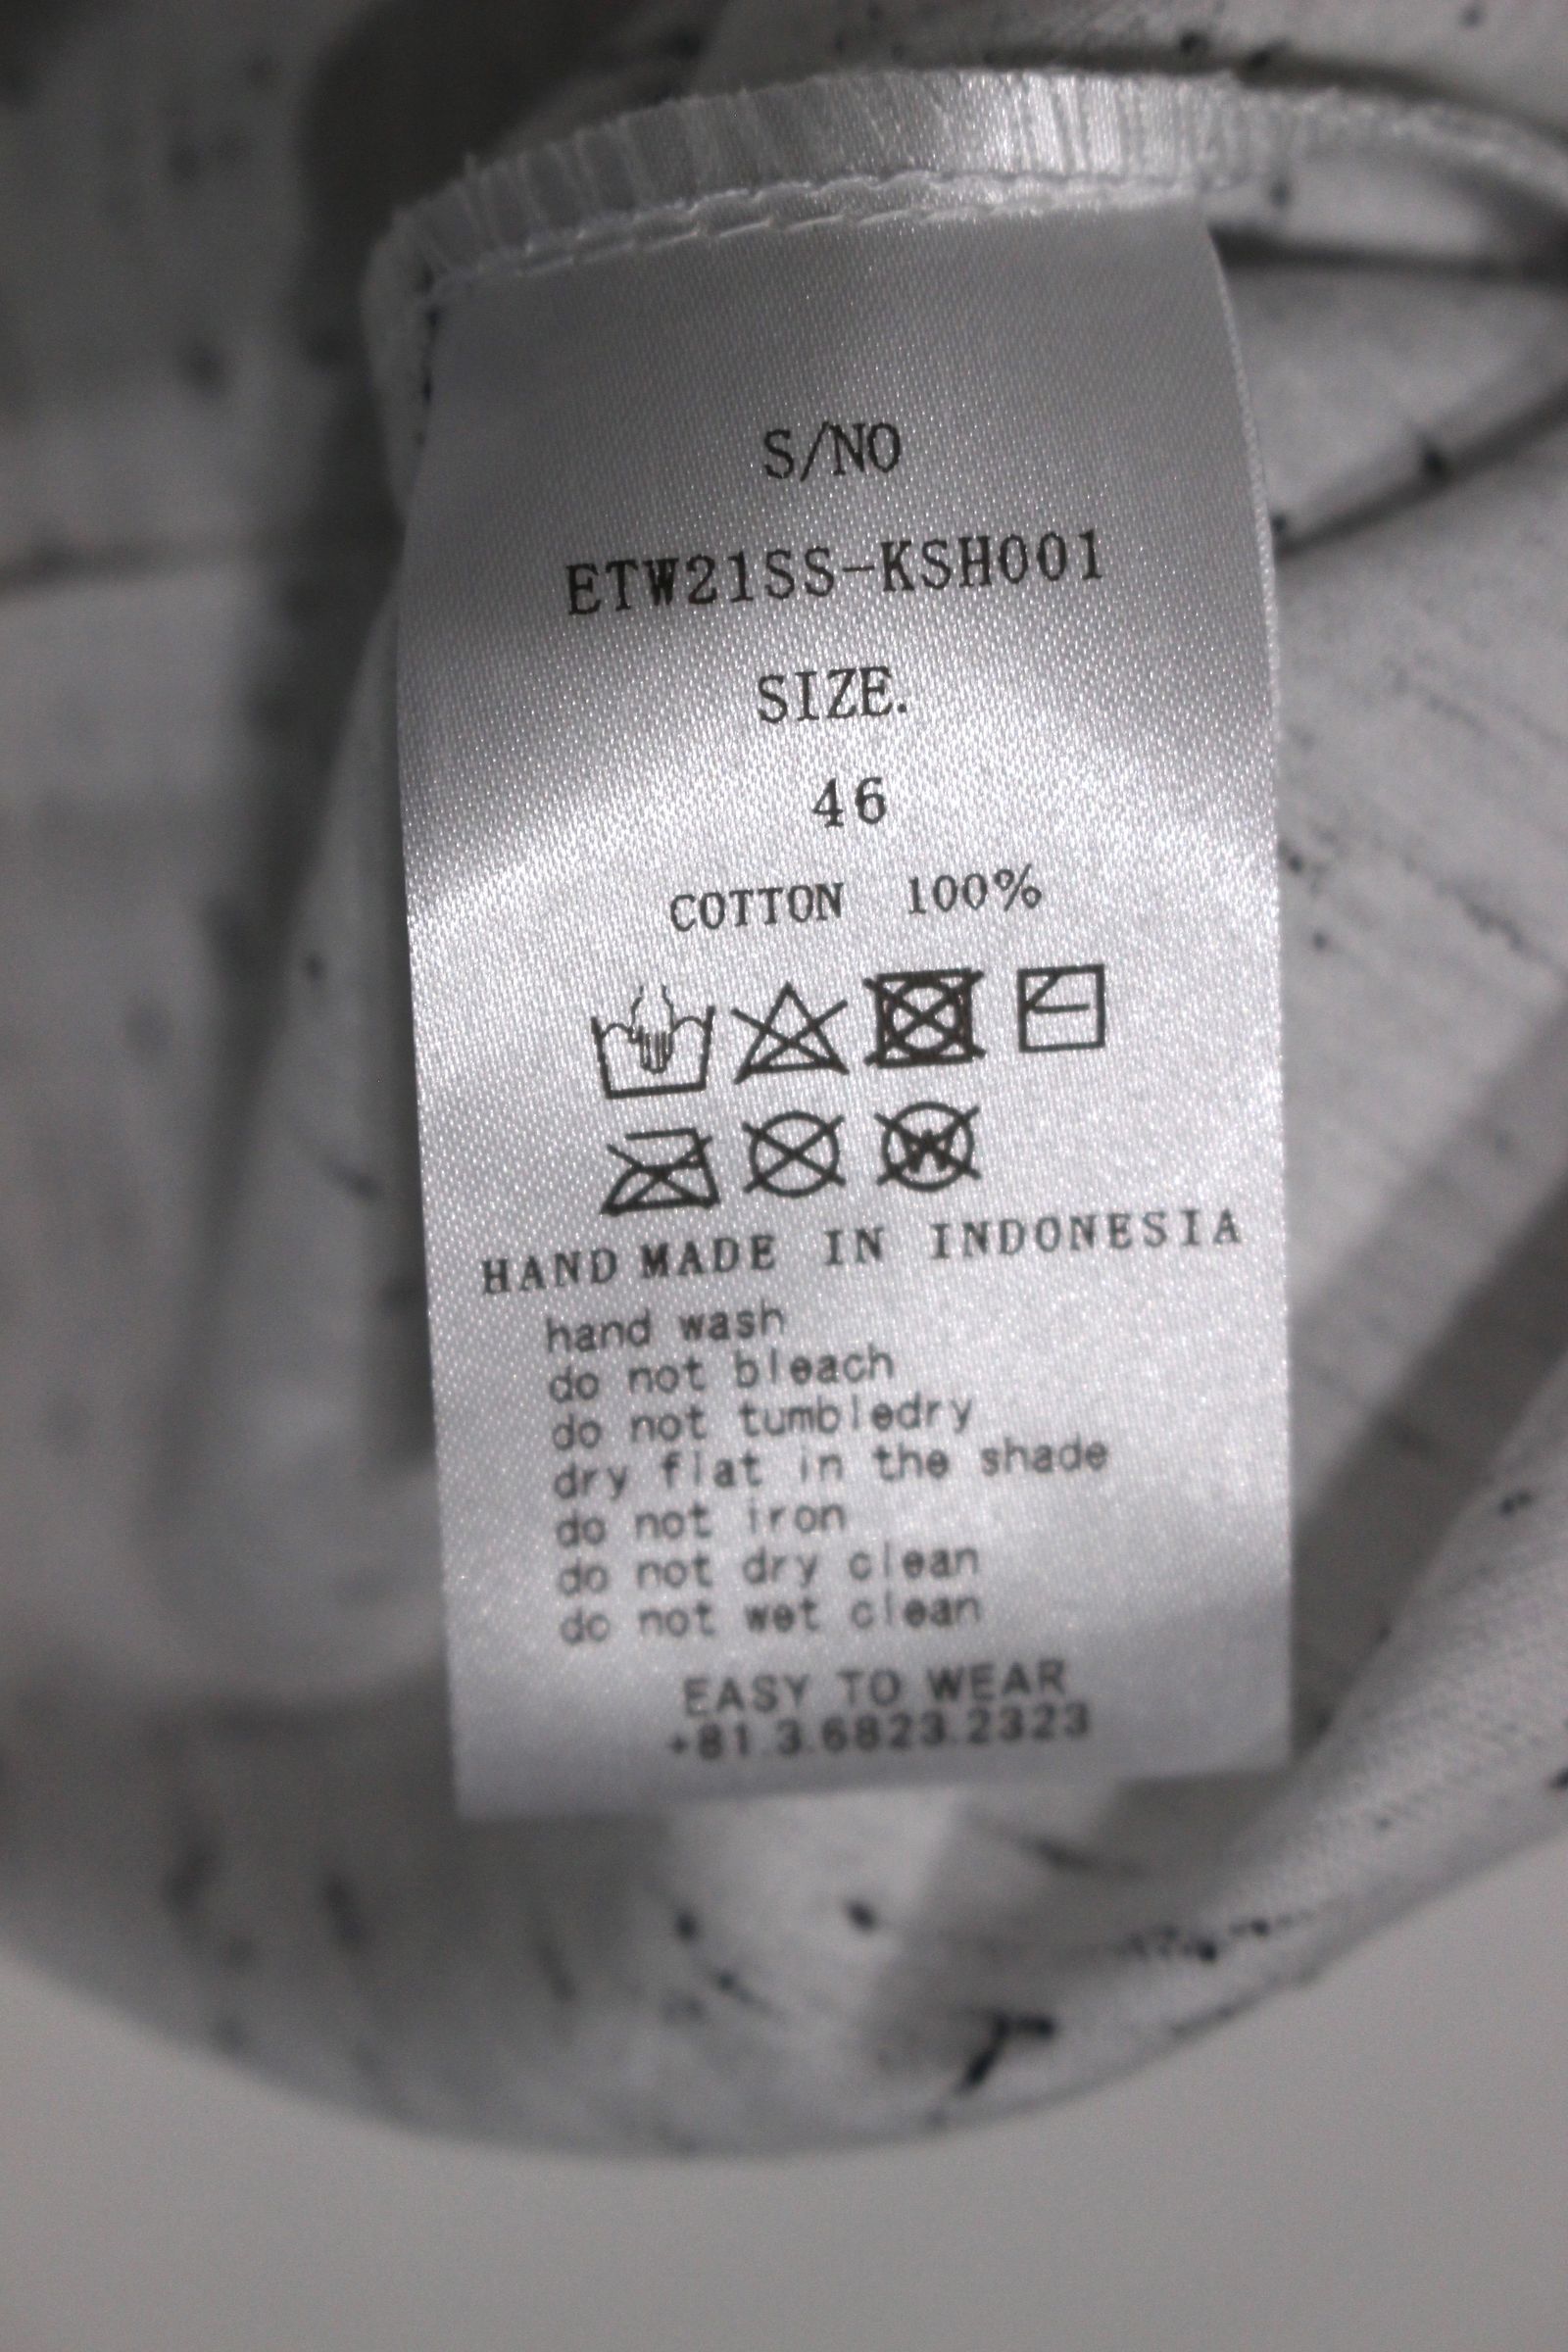 S/NO
ETW21SS-KSH001
SIZE.
46
COTTON 100%
W
HAND MADE IN INDONESIA
hand wash
do not bleach
do not tumbledry
dry flat in the shade
do not iron
do not dry clean
do not wet clean
EASY TO WEAR
+81.3.6823.2323